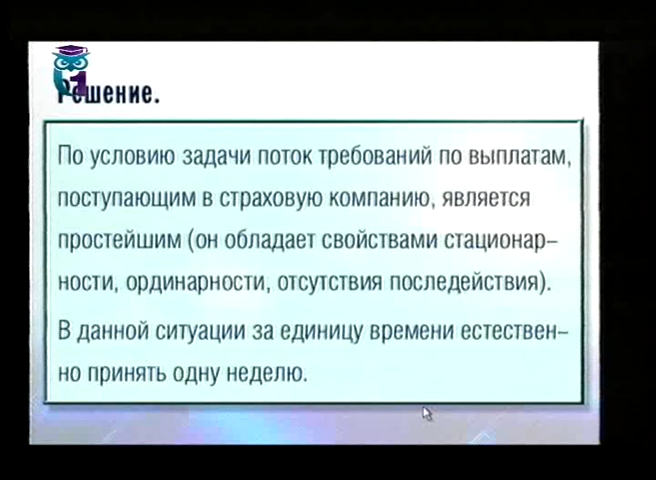 Решение.
По условию задачи поток требований по выплатам,
поступающим в страховую компанию, является
простейшим (он обладает свойствами стационар–
ности, ординарности, отсутствия последействия).
В данной ситуации за единицу времени естествен–
но принять одну неделю.